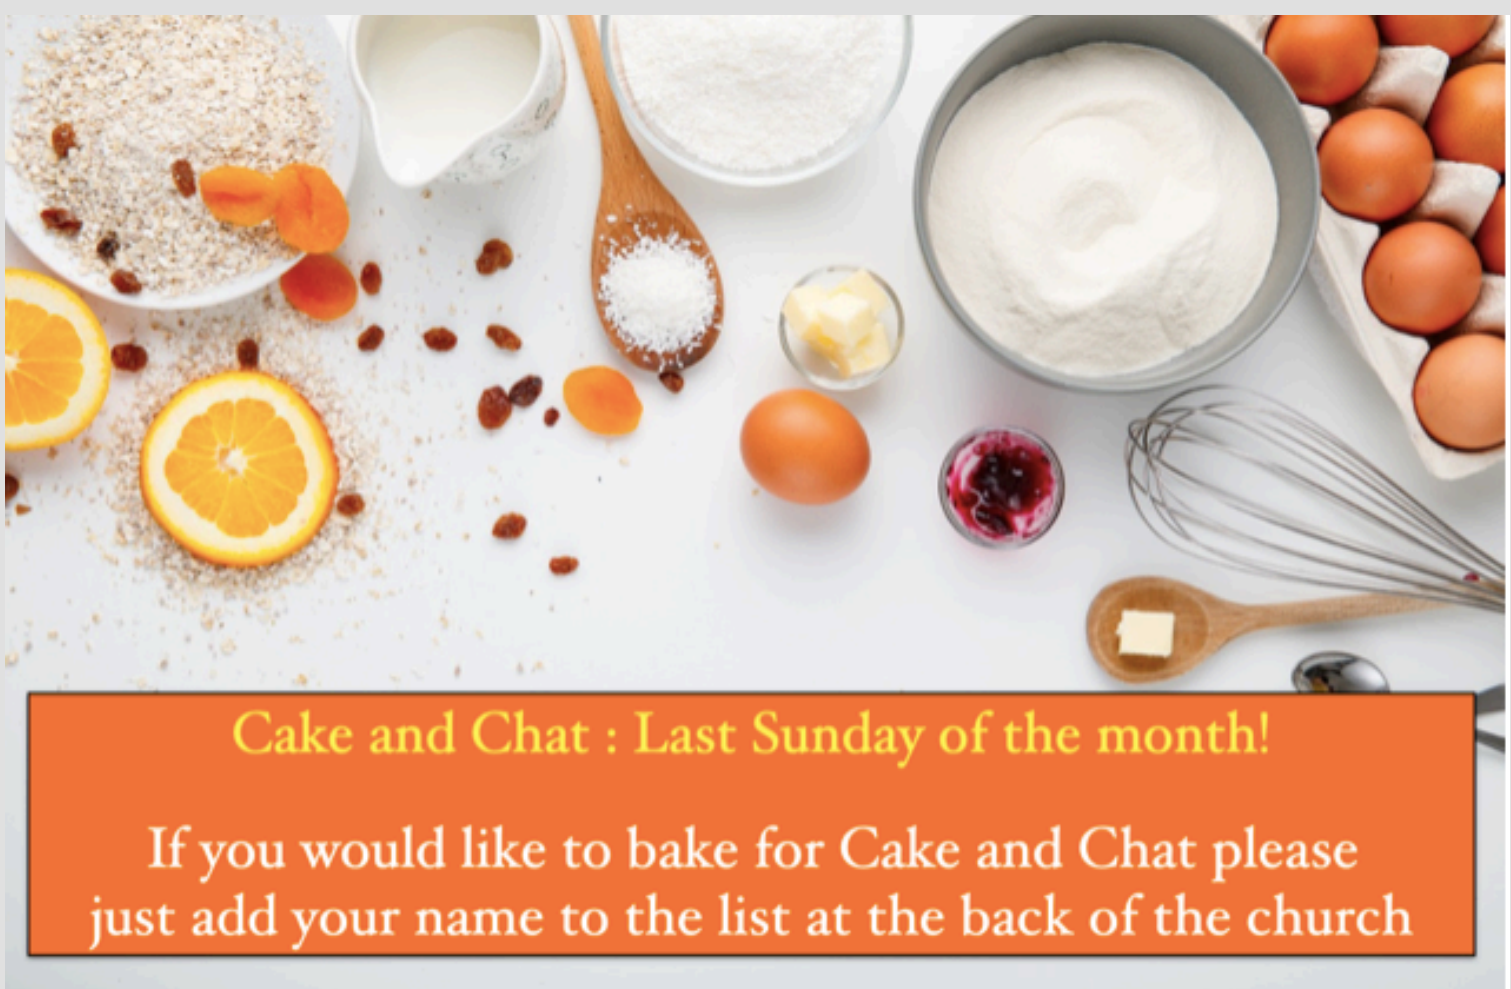 Cake and Chat : Last Sunday of the month!
If you would like to bake for Cake and Chat please
just add your name to the list at the back of the church